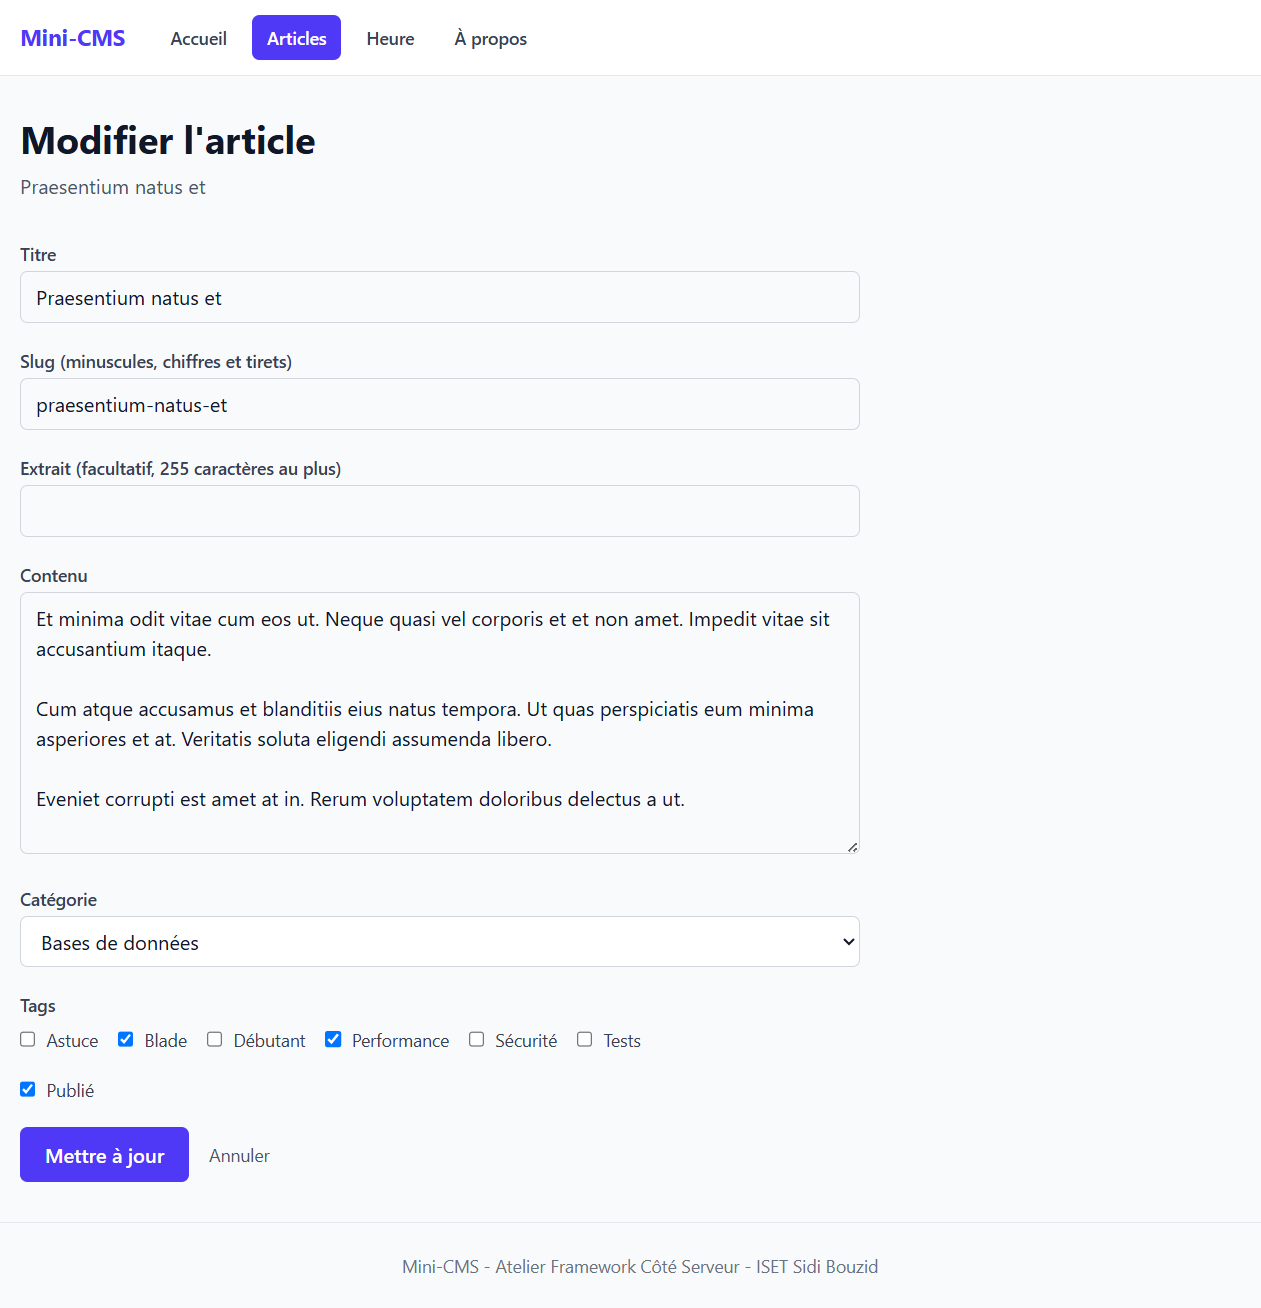 Mini-CMS Accueil Articles Heure À propos
Modifier l'article
Praesentium natus et
Titre
Praesentium natus et
Slug (minuscules, chiffres et tirets)
praesentium-natus-et
Extrait (facultatif, 255 caractères au plus)
Contenu
Et minima odit vitae cum eos ut. Neque quasi vel corporis et et non amet. Impedit vitae sit
accusantium itaque.
Cum atque accusamus et blanditiis eius natus tempora. Ut quas perspiciatis eum minima
asperiores et at. Veritatis soluta eligendi assumenda libero.
Eveniet corrupti est amet at in. Rerum voluptatem doloribus delectus a ut.
Catégorie
Bases de données
Tags
Astuce Blade Débutant Performance Sécurité Tests
Publié
Mettre à jour Annuler
Mini-CMS - Atelier Framework Côté Serveur - ISET Sidi Bouzid